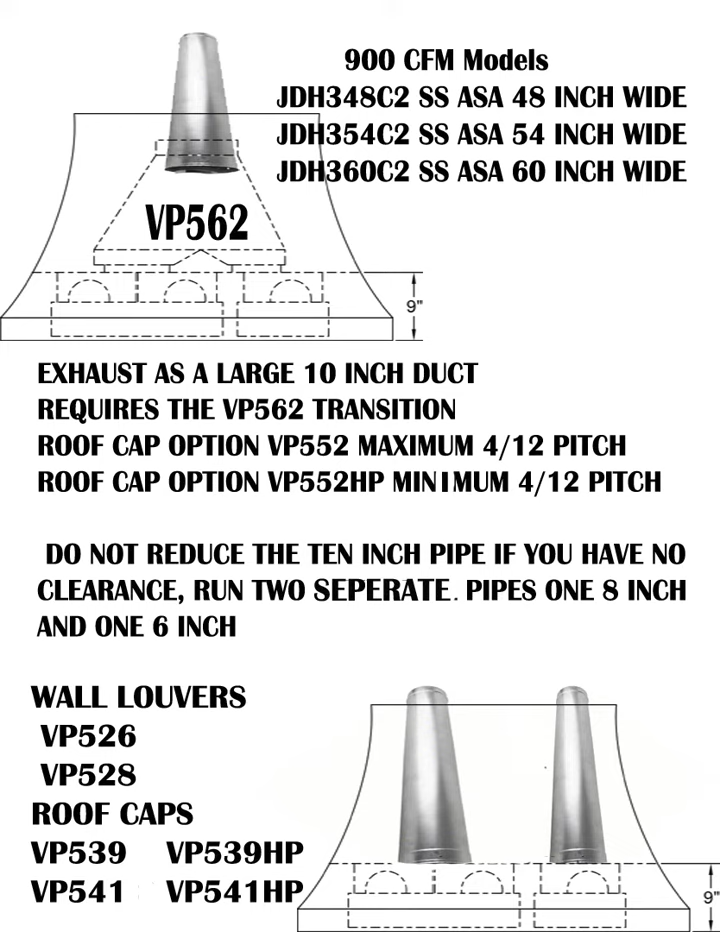 900 CFM Models
JDH348C2 SS ASA 48 INCH WIDE
JDH354C2 SS ASA 54 INCH WIDE
JDH360C2 SS ASA 60 INCH WIDE
VP562
9"
EXHAUST AS A LARGE 10 INCH DUCT
REQUIRES THE VP562 TRANSITION
ROOF CAP OPTION VP552 MAXIMUM 4/12 PITCH
ROOF CAP OPTION VP552HP MINIMUM 4/12 PITCH
DO NOT REDUCE THE TEN INCH PIPE IF YOU HAVE NO
CLEARANCE, RUN TWO SEPERATE. PIPES ONE 8 INCH
AND ONE 6 INCH
WALL LOUVERS
VP526
VP528
ROOF CAPS
VP539 VP539HP
VP541 VP541HP
9"